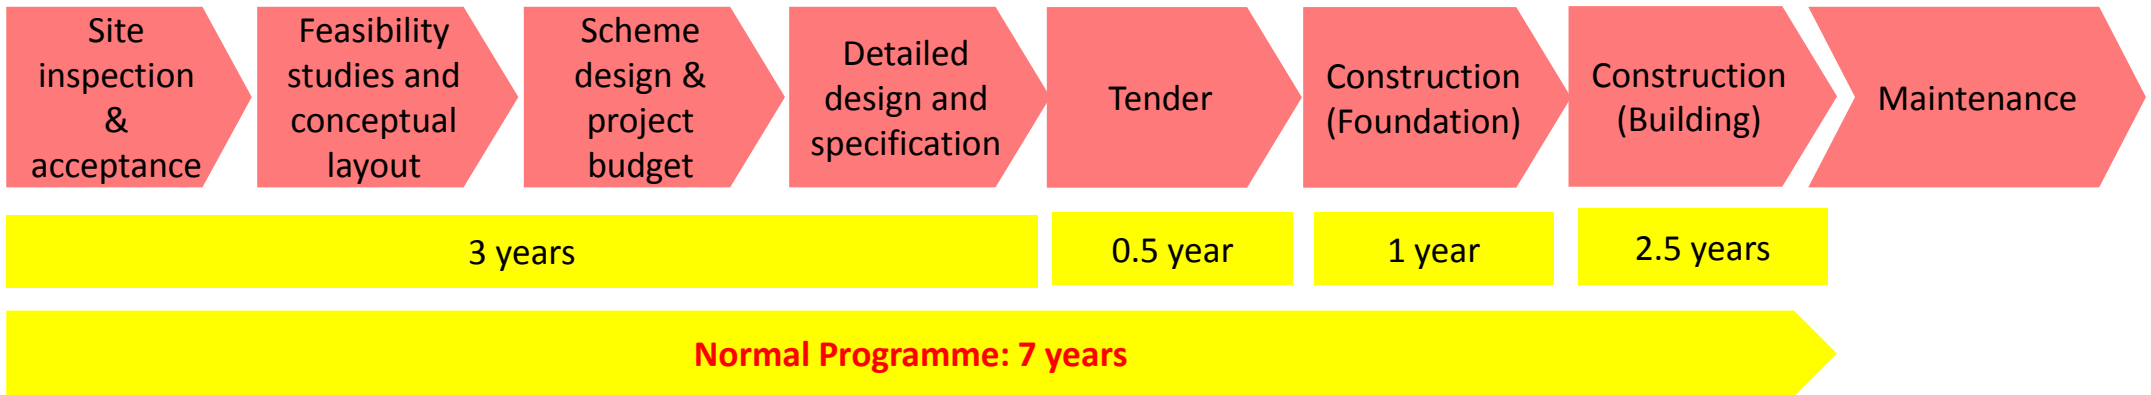 Site
inspection
&
acceptance
Feasibility
studies and
conceptual
layout
Scheme
design &
project
budget
Detailed
design and
specification
Tender
Construction
(Foundation)
Construction
(Building)
Maintenance
3 years
0.5 year
1 year
2.5 years
Normal Programme: 7 years